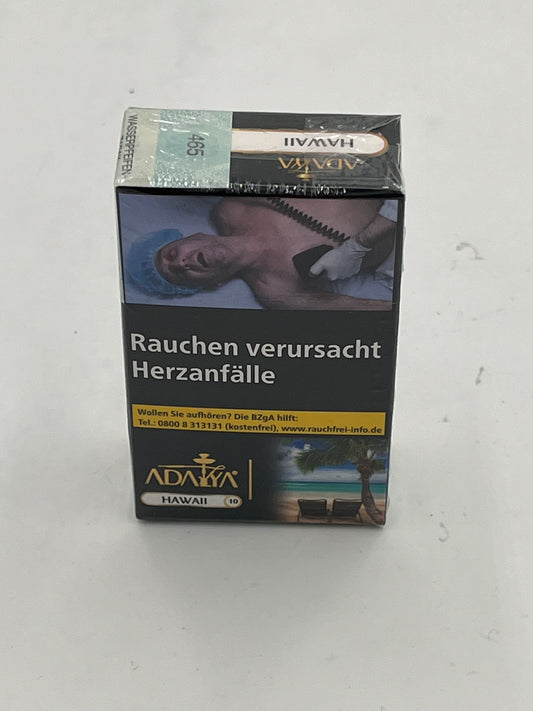 WASSERPFEIFEN
465
ADALYA
HAWAII
Rauchen verursacht
Herzanfälle
Wollen Sie aufhören? Die BZgA hilft:
Tel.: 0800 8 313131 (kostenfrei), www.rauchfrei-info.de
ADALYA®
HAWAII 10